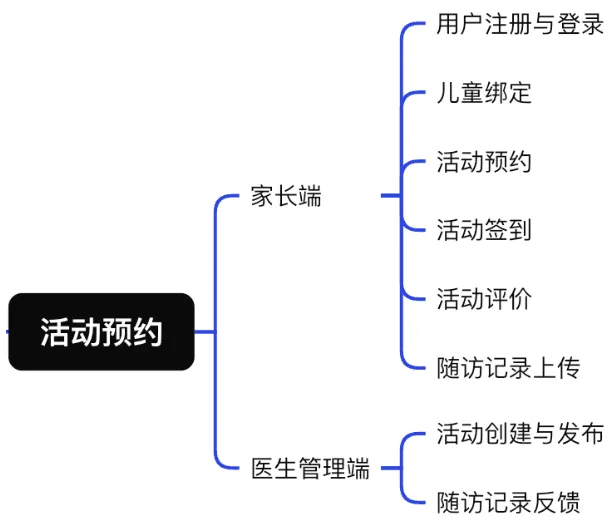 用户注册与登录
儿童绑定
活动预约
家长端
活动签到
活动评价
活动预约
随访记录上传
活动创建与发布
医生管理端
随访记录反馈